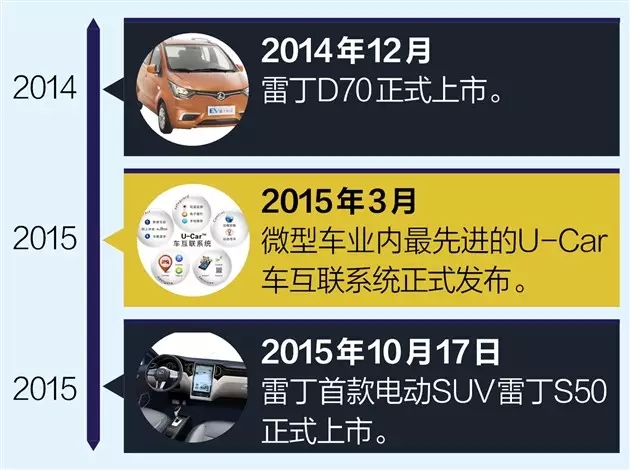 2014
2014年12月
雷丁D70正式上市。
2015
2015年3月
微型车业内最先进的U-Car
车互联系统正式发布。
U-Car™
车互联系统
2015
2015年10月17日
雷丁首款电动SUV雷丁S50
正式上市。